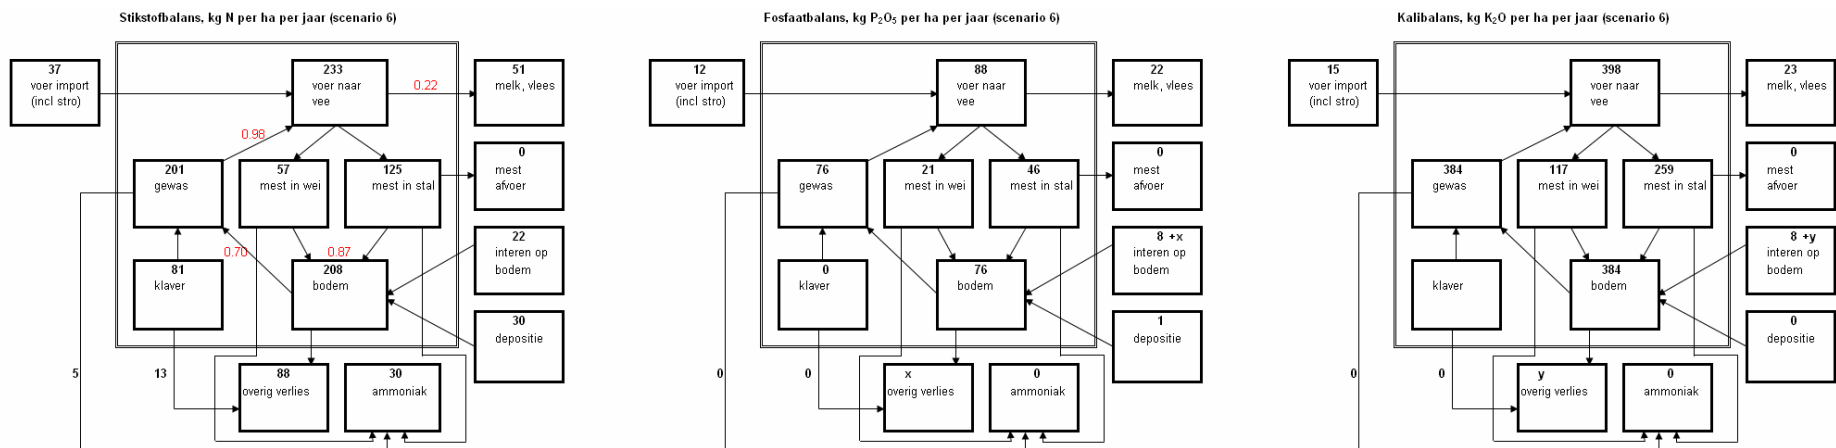 Stikstofbalans, kg N per ha per jaar (scenario 6)
37
voer import
(incl stro)
233
voer naar
vee
0.22
51
melk, vlees
0.98
201
gewas
57
mest in wei
125
mest in stal
0
mest
afvoer
0.70
0.87
22
interen op
bodem
81
klaver
208
bodem
30
depositie
5
13
88
overig verlies
30
ammoniak
Fosfaatbalans, kg P₂O₅ per ha per jaar (scenario 6)
12
voer import
(incl stro)
88
voer naar
vee
22
melk, vlees
76
gewas
21
mest in wei
46
mest in stal
0
mest
afvoer
8 +x
interen op
bodem
0
klaver
76
bodem
1
depositie
0
0
x
overig verlies
0
ammoniak
Kalibalans, kg K₂O per ha per jaar (scenario 6)
15
voer import
(incl stro)
398
voer naar
vee
23
melk, vlees
384
gewas
117
mest in wei
259
mest in stal
0
mest
afvoer
8 +y
interen op
bodem
klaver
384
bodem
0
depositie
0
0
y
overig verlies
0
ammoniak